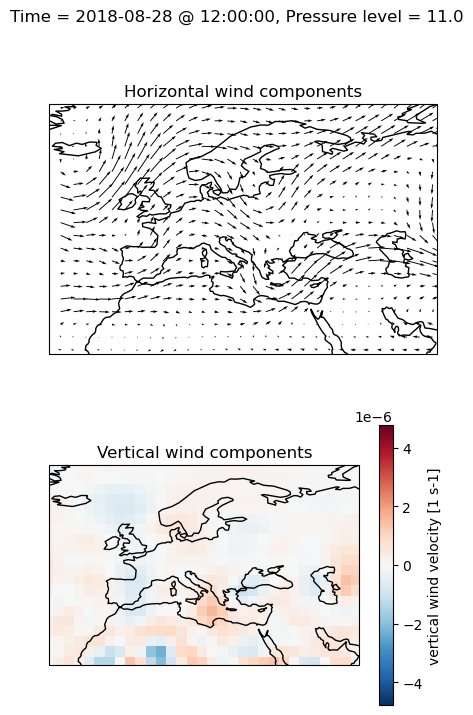 Time = 2018-08-28 @ 12:00:00, Pressure level = 11.0
Horizontal wind components
1e−6
Vertical wind components
4
2
0
−2
−4
vertical wind velocity [1 s-1]